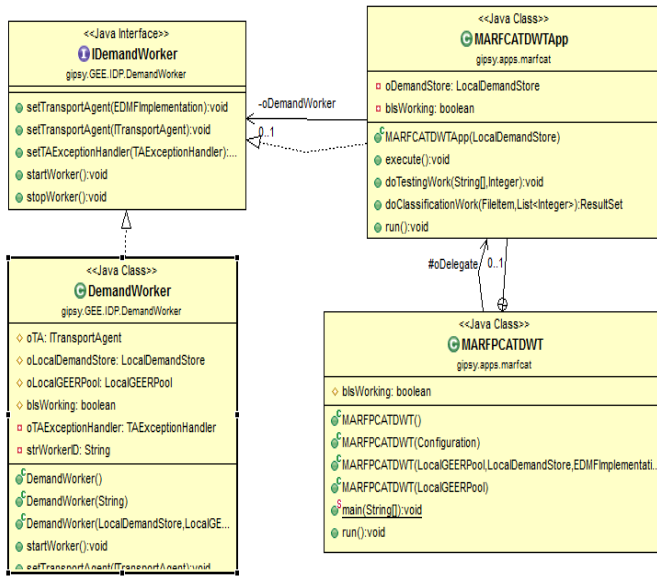 <<Java Interface>>
IDemandWorker
gipsy.GEE.IDP.DemandWorker
setTransportAgent(EDMFImplementation):void
setTransportAgent(ITransportAgent):void
setTAExceptionHandler(TAExceptionHandler):...
startWorker():void
stopWorker():void
-oDemandWorker
0..1
<<Java Class>>
MARFCATDWTApp
gipsy.apps.marfcat
oDemandStore: LocalDemandStore
bIsWorking: boolean
MARFCATDWTApp(LocalDemandStore)
execute():void
doTestingWork(String[],Integer):void
doClassificationWork(FileItem,List<Integer>):ResultSet
run():void
#oDelegate
0..1
<<Java Class>>
DemandWorker
gipsy.GEE.IDP.DemandWorker
oTA: ITransportAgent
oLocalDemandStore: LocalDemandStore
oLocalGEERPool: LocalGEERPool
bIsWorking: boolean
oTAExceptionHandler: TAExceptionHandler
strWorkerID: String
DemandWorker()
DemandWorker(String)
DemandWorker(LocalDemandStore,LocalGE...
startWorker():void
setTransportAgent(ITransportAgent):void
<<Java Class>>
MARFPCATDWT
gipsy.apps.marfcat
bIsWorking: boolean
MARFPCATDWT()
MARFPCATDWT(Configuration)
MARFPCATDWT(LocalGEERPool,LocalDemandStore,EDMFImplementati...
MARFPCATDWT(LocalGEERPool)
main(String[]):void
run():void